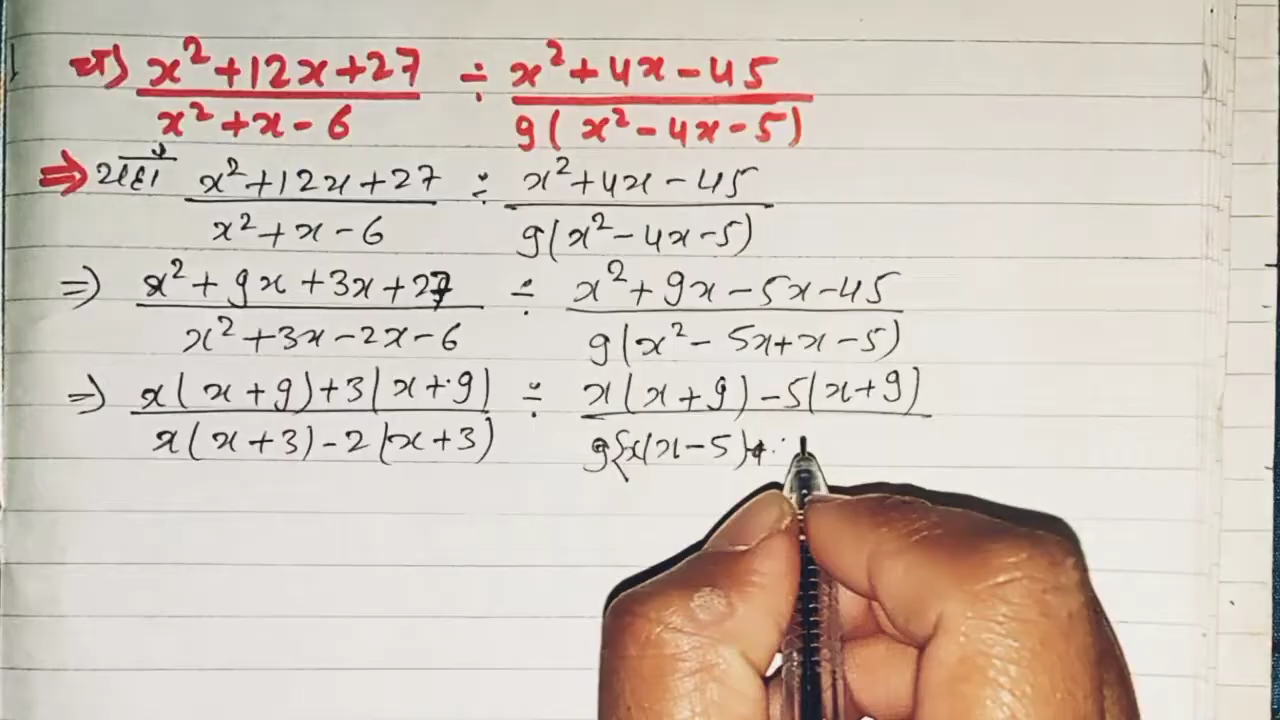 ञ) x²+12x+27 / x²+x-6 ÷ x²+4x-45 / 9(x²-4x-5)
⇒ यहाँ x²+12x+27 / x²+x-6 ÷ x²+4x-45 / 9(x²-4x-5)
⇒) x²+9x+3x+27 / x²+3x-2x-6 ÷ x²+9x-5x-45 / 9(x²-5x+x-5)
⇒) x(x+9)+3(x+9) / x(x+3)-2(x+3) ÷ x(x+9)-5(x+9) / 9{x(x-5)+